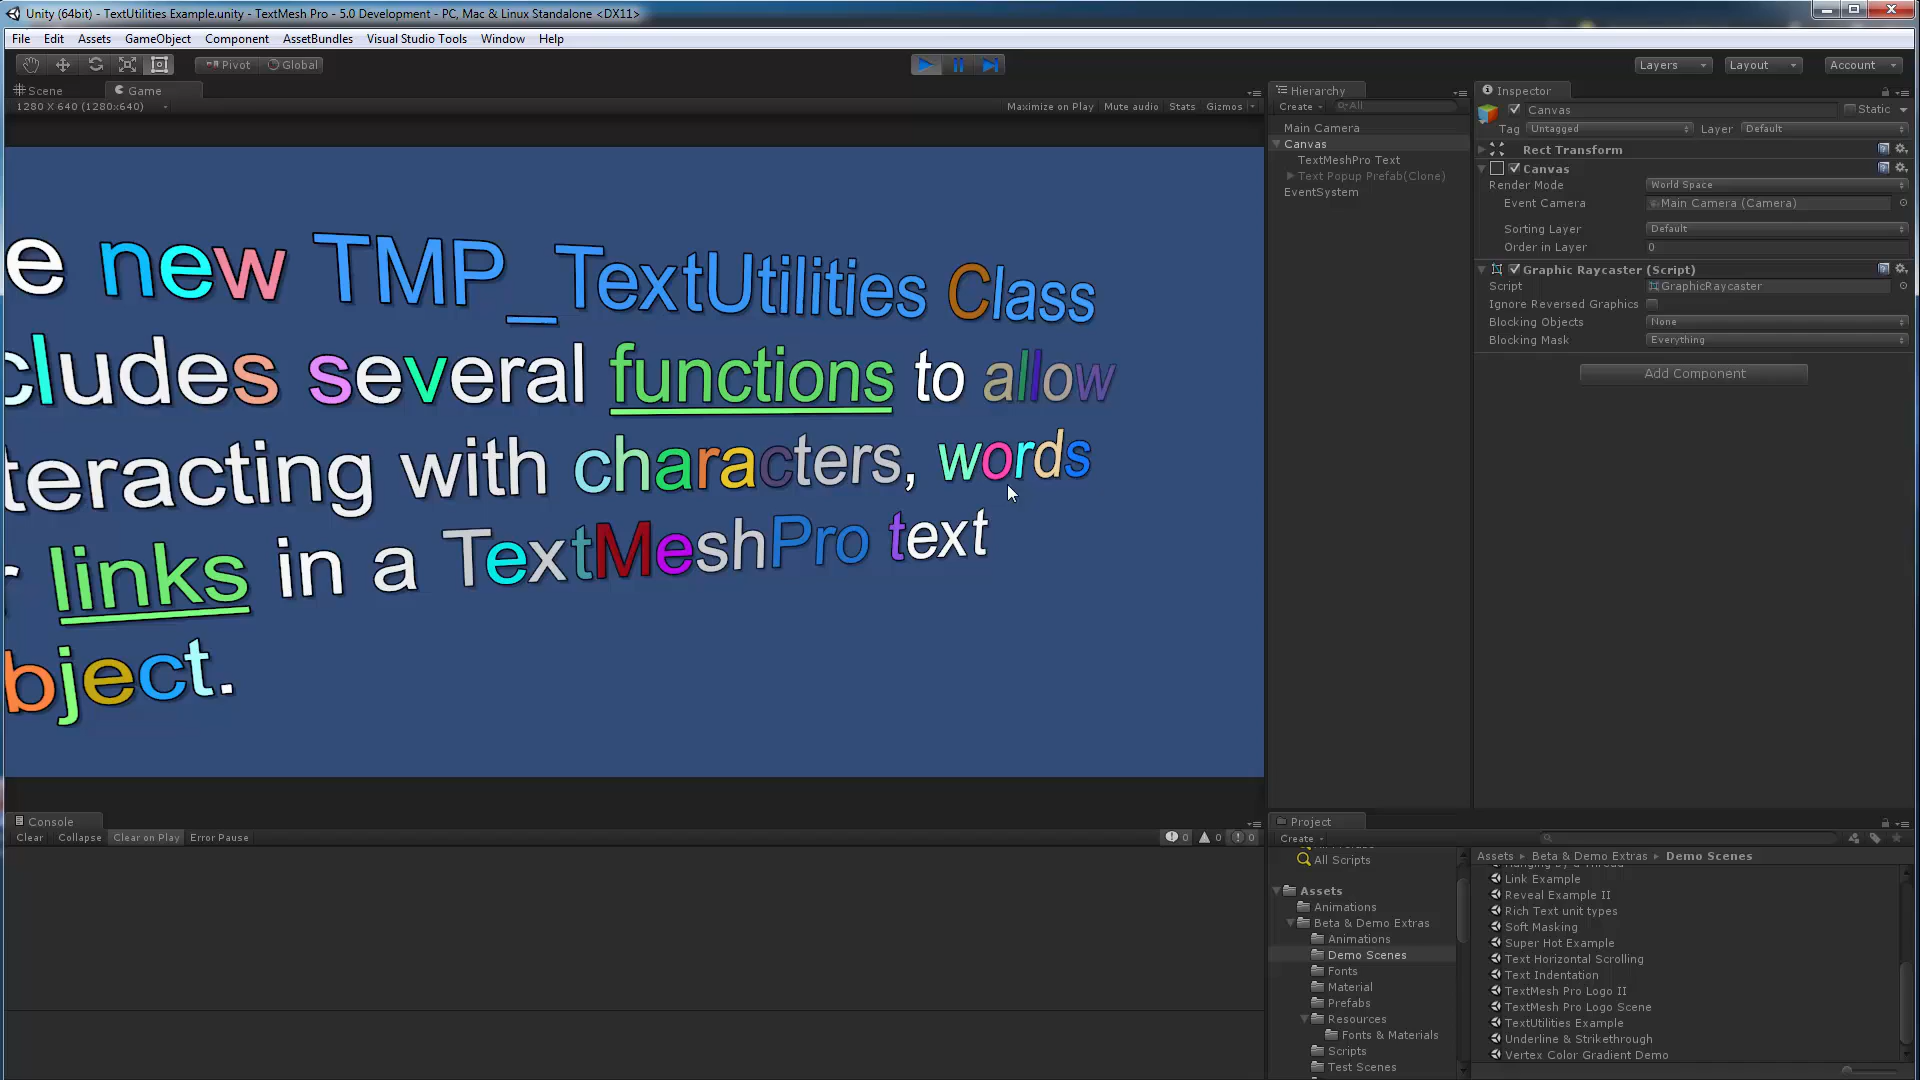 Unity (64bit) - TextUtilities Example.unity - TextMesh Pro - 5.0 Development - PC, Mac & Linux Standalone <DX11>
File Edit Assets GameObject Component AssetBundles Visual Studio Tools Window Help
Pivot Global Layers Layout Account
Scene Game
1280 X 640 (1280x640) Maximize on Play Mute audio Stats Gizmos
e new TMP_TextUtilities Class
cludes several functions to allow
teracting with characters, words
r links in a TextMeshPro text
bject.
Hierarchy
Create All
Main Camera
Canvas
TextMeshPro Text
Text Popup Prefab(Clone)
EventSystem
Inspector
Canvas Static
Tag Untagged Layer Default
Rect Transform
Canvas
Render Mode World Space
Event Camera Main Camera (Camera)
Sorting Layer Default
Order in Layer 0
Graphic Raycaster (Script)
Script GraphicRaycaster
Ignore Reversed Graphics
Blocking Objects None
Blocking Mask Everything
Add Component
Console
Clear Collapse Clear on Play Error Pause 0 0 0
Project
Create
All Scripts
Assets
Animations
Beta & Demo Extras
Animations
Demo Scenes
Fonts
Material
Prefabs
Resources
Fonts & Materials
Scripts
Test Scenes
Assets Beta & Demo Extras Demo Scenes
Link Example
Reveal Example II
Rich Text unit types
Soft Masking
Super Hot Example
Text Horizontal Scrolling
Text Indentation
TextMesh Pro Logo II
TextMesh Pro Logo Scene
TextUtilities Example
Underline & Strikethrough
Vertex Color Gradient Demo